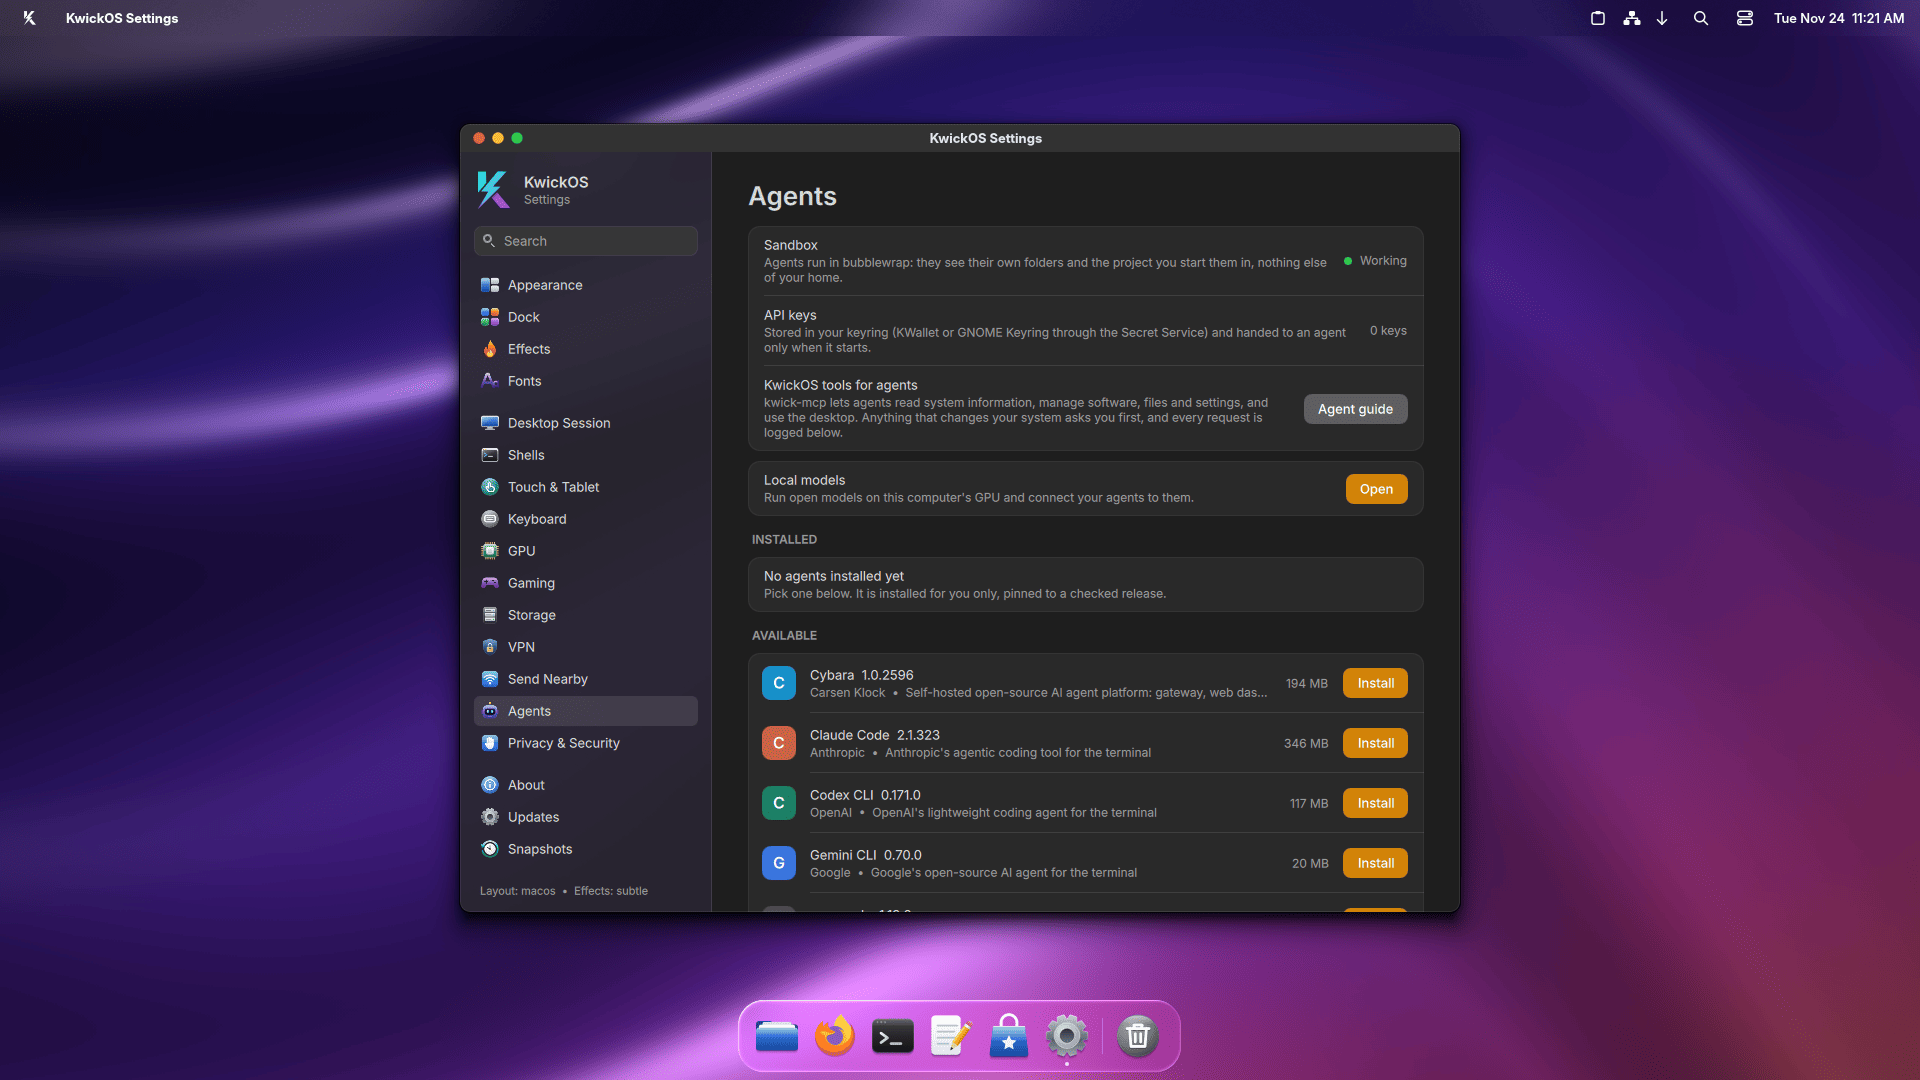 KwickOS Settings
Tue Nov 24 11:21 AM
KwickOS Settings
KwickOS
Settings
Search
Appearance
Dock
Effects
Fonts
Desktop Session
Shells
Touch & Tablet
Keyboard
GPU
Gaming
Storage
VPN
Send Nearby
Agents
Privacy & Security
About
Updates
Snapshots
Layout: macos • Effects: subtle
Agents
Sandbox
Agents run in bubblewrap: they see their own folders and the project you start them in, nothing else
of your home.
Working
API keys
Stored in your keyring (KWallet or GNOME Keyring through the Secret Service) and handed to an agent
only when it starts.
0 keys
KwickOS tools for agents
kwick-mcp lets agents read system information, manage software, files and settings, and
use the desktop. Anything that changes your system asks you first, and every request is
logged below.
Agent guide
Local models
Run open models on this computer's GPU and connect your agents to them.
Open
INSTALLED
No agents installed yet
Pick one below. It is installed for you only, pinned to a checked release.
AVAILABLE
C
Cybara 1.0.2596
Carsen Klock • Self-hosted open-source AI agent platform: gateway, web das...
194 MB
Install
C
Claude Code 2.1.323
Anthropic • Anthropic's agentic coding tool for the terminal
346 MB
Install
C
Codex CLI 0.171.0
OpenAI • OpenAI's lightweight coding agent for the terminal
117 MB
Install
G
Gemini CLI 0.70.0
Google • Google's open-source AI agent for the terminal
20 MB
Install